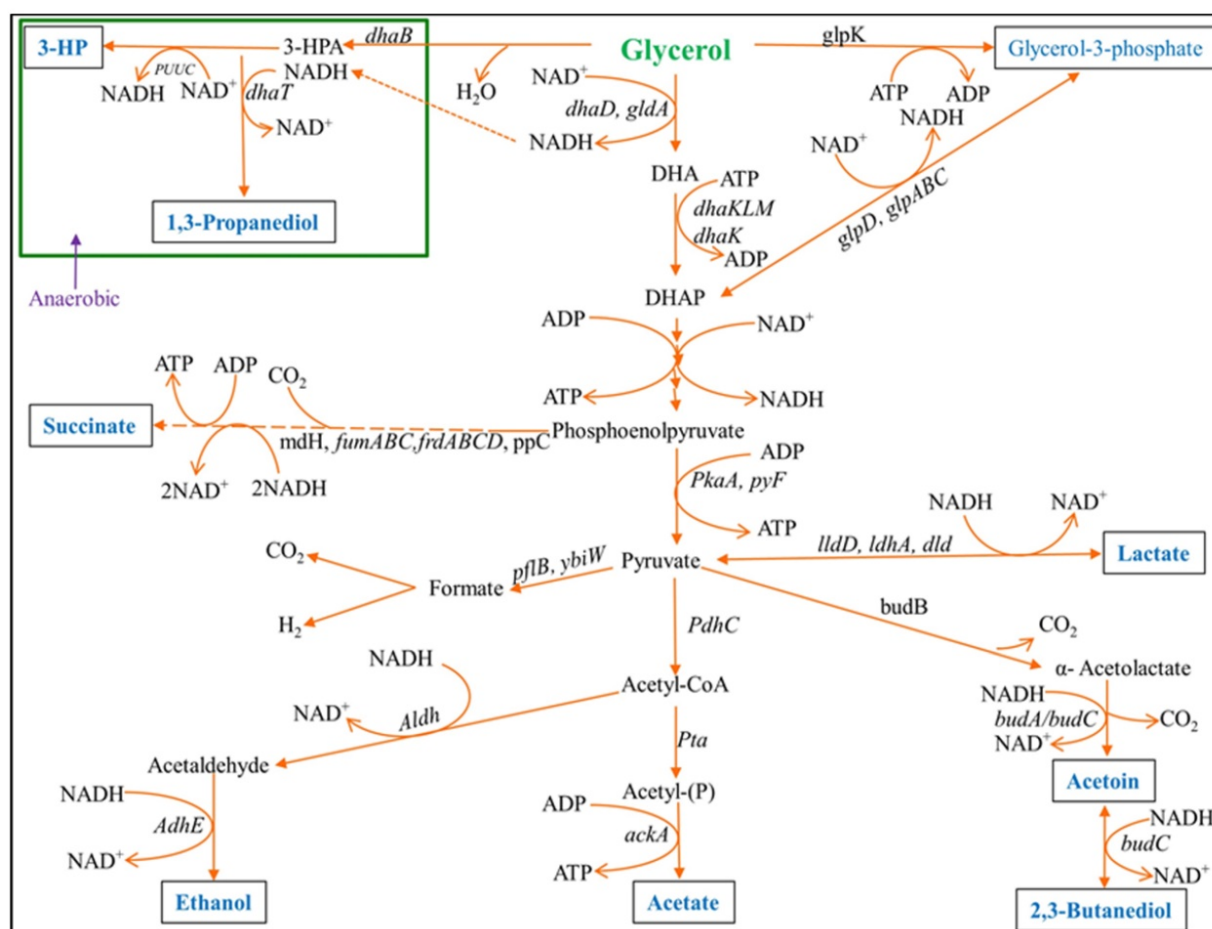 3-HP
3-HPA
dhaB
Glycerol
glpK
Glycerol-3-phosphate
PUUC
NADH
NAD+
NADH
dhaT
NAD+
H2O
NAD+
dhaD, gldA
NADH
ATP
ADP
NADH
NAD+
glpD, glpABC
1,3-Propanediol
Anaerobic
DHA
ATP
dhaKLM
dhaK
ADP
DHAP
ADP
NAD+
ATP
NADH
ATP
ADP
CO2
Succinate
mdH, fumABC,frdABCD, ppC
Phosphoenolpyruvate
2NAD+
2NADH
ADP
PkaA, pyF
ATP
NADH
NAD+
lldD, ldhA, dld
Lactate
CO2
H2
Formate
pflB, ybiW
Pyruvate
budB
CO2
α- Acetolactate
PdhC
NADH
NAD+
Aldh
Acetyl-CoA
Pta
NADH
budA/budC
NAD+
CO2
Acetaldehyde
NADH
AdhE
NAD+
Ethanol
Acetyl-(P)
ADP
ackA
ATP
Acetate
Acetoin
NADH
budC
NAD+
2,3-Butanediol